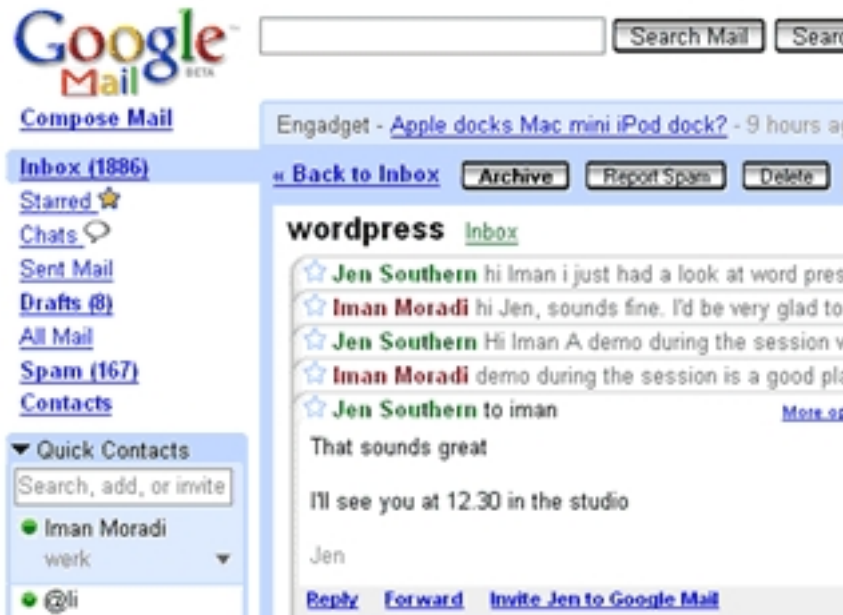 Google
Mail BETA
Search Mail
Compose Mail
Engadget - Apple docks Mac mini iPod dock? - 9 hours
Inbox (1886)
« Back to Inbox Archive Report Spam Delete
Starred
Chats
wordpress Inbox
Sent Mail
Jen Southern hi Iman i just had a look at word
Drafts (8)
Iman Moradi hi Jen, sounds fine. I'd be very glad to
All Mail
Jen Southern Hi Iman A demo during the session
Spam (167)
Iman Moradi demo during the session is a good
Contacts
Jen Southern to iman More
Quick Contacts
That sounds great
Search, add, or invite
I'll see you at 12.30 in the studio
Iman Moradi
werk
Jen
@li
Reply Forward Invite Jen to Google Mail